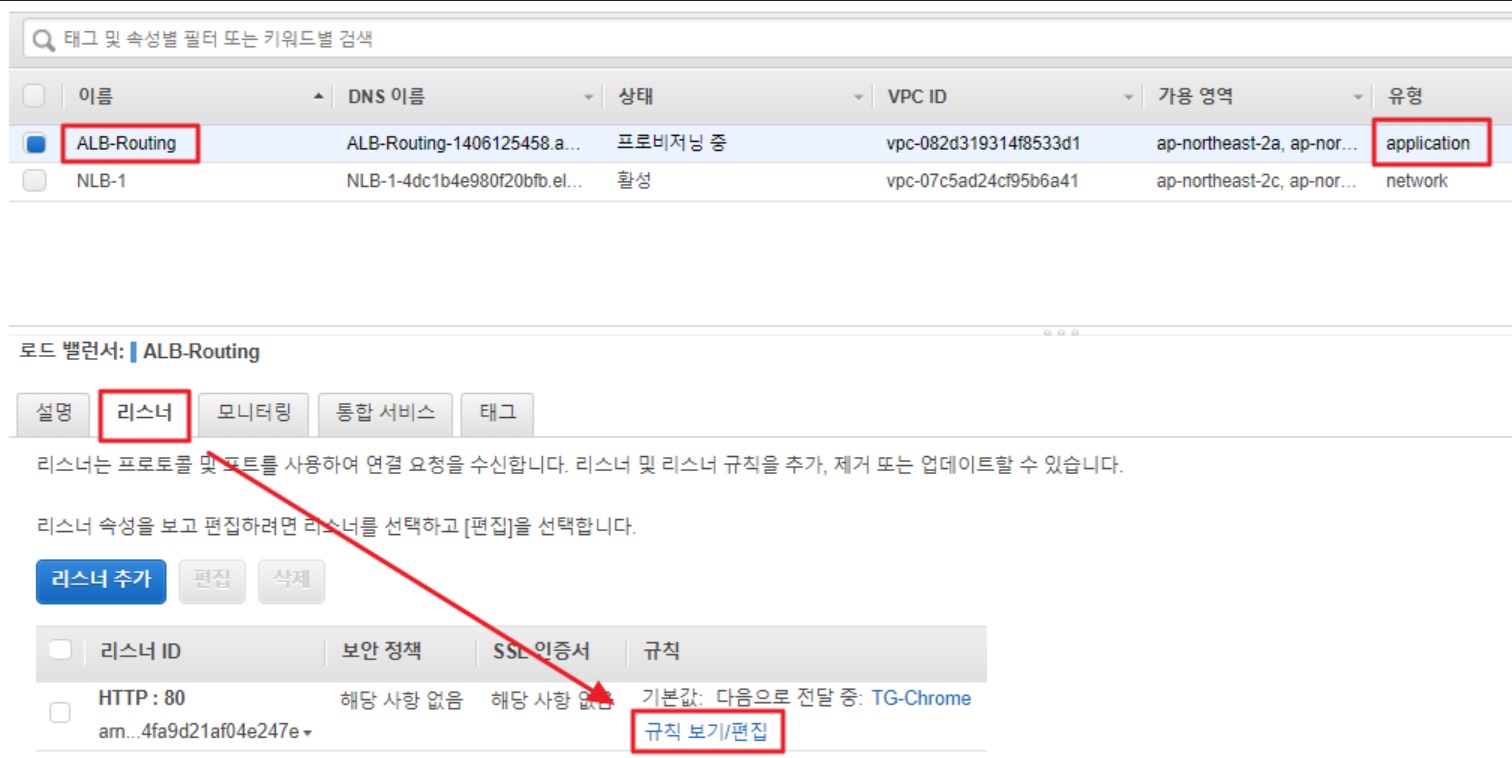 태그 및 속성별 필터 또는 키워드별 검색
이름 DNS 이름 상태 VPC ID 가용 영역 유형
ALB-Routing ALB-Routing-1406125458.a... 프로비저닝 중 vpc-082d319314f8533d1 ap-northeast-2a, ap-nor... application
NLB-1 NLB-1-4dc1b4e980f20bfb.el... 활성 vpc-07c5ad24cf95b6a41 ap-northeast-2c, ap-nor... network
로드 밸런서: ALB-Routing
설명 리스너 모니터링 통합 서비스 태그
리스너는 프로토콜 및 포트를 사용하여 연결 요청을 수신합니다. 리스너 및 리스너 규칙을 추가, 제거 또는 업데이트할 수 있습니다.
리스너 속성을 보고 편집하려면 리스너를 선택하고 [편집]을 선택합니다.
리스너 추가 편집 삭제
리스너 ID 보안 정책 SSL 인증서 규칙
HTTP : 80 해당 사항 없음 해당 사항 없음 기본값: 다음으로 전달 중: TG-Chrome
arn...4fa9d21af04e247e 규칙 보기/편집